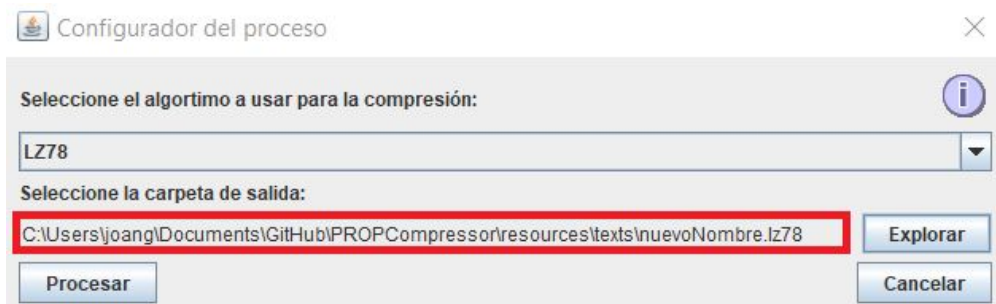 Configurador del proceso
Seleccione el algortimo a usar para la compresión:
i
LZ78
Seleccione la carpeta de salida:
C:\Users\joang\Documents\GitHub\PROPCompressor\resources\texts\nuevoNombre.lz78
Explorar
Procesar
Cancelar